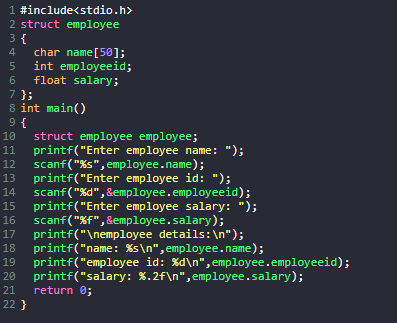 1 #include<stdio.h>
2 struct employee
3 {
4   char name[50];
5   int employeeid;
6   float salary;
7 };
8 int main()
9 {
10   struct employee employee;
11   printf("Enter employee name: ");
12   scanf("%s",employee.name);
13   printf("Enter employee id: ");
14   scanf("%d",&employee.employeeid);
15   printf("Enter employee salary: ");
16   scanf("%f",&employee.salary);
17   printf("\nemployee details:\n");
18   printf("name: %s\n",employee.name);
19   printf("employee id: %d\n",employee.employeeid);
20   printf("salary: %.2f\n",employee.salary);
21   return 0;
22 }